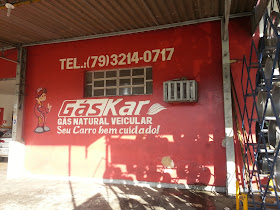 TEL.:(79)3214-0717
GásKar
GÁS NATURAL VEICULAR
Seu Carro bem cuidado!